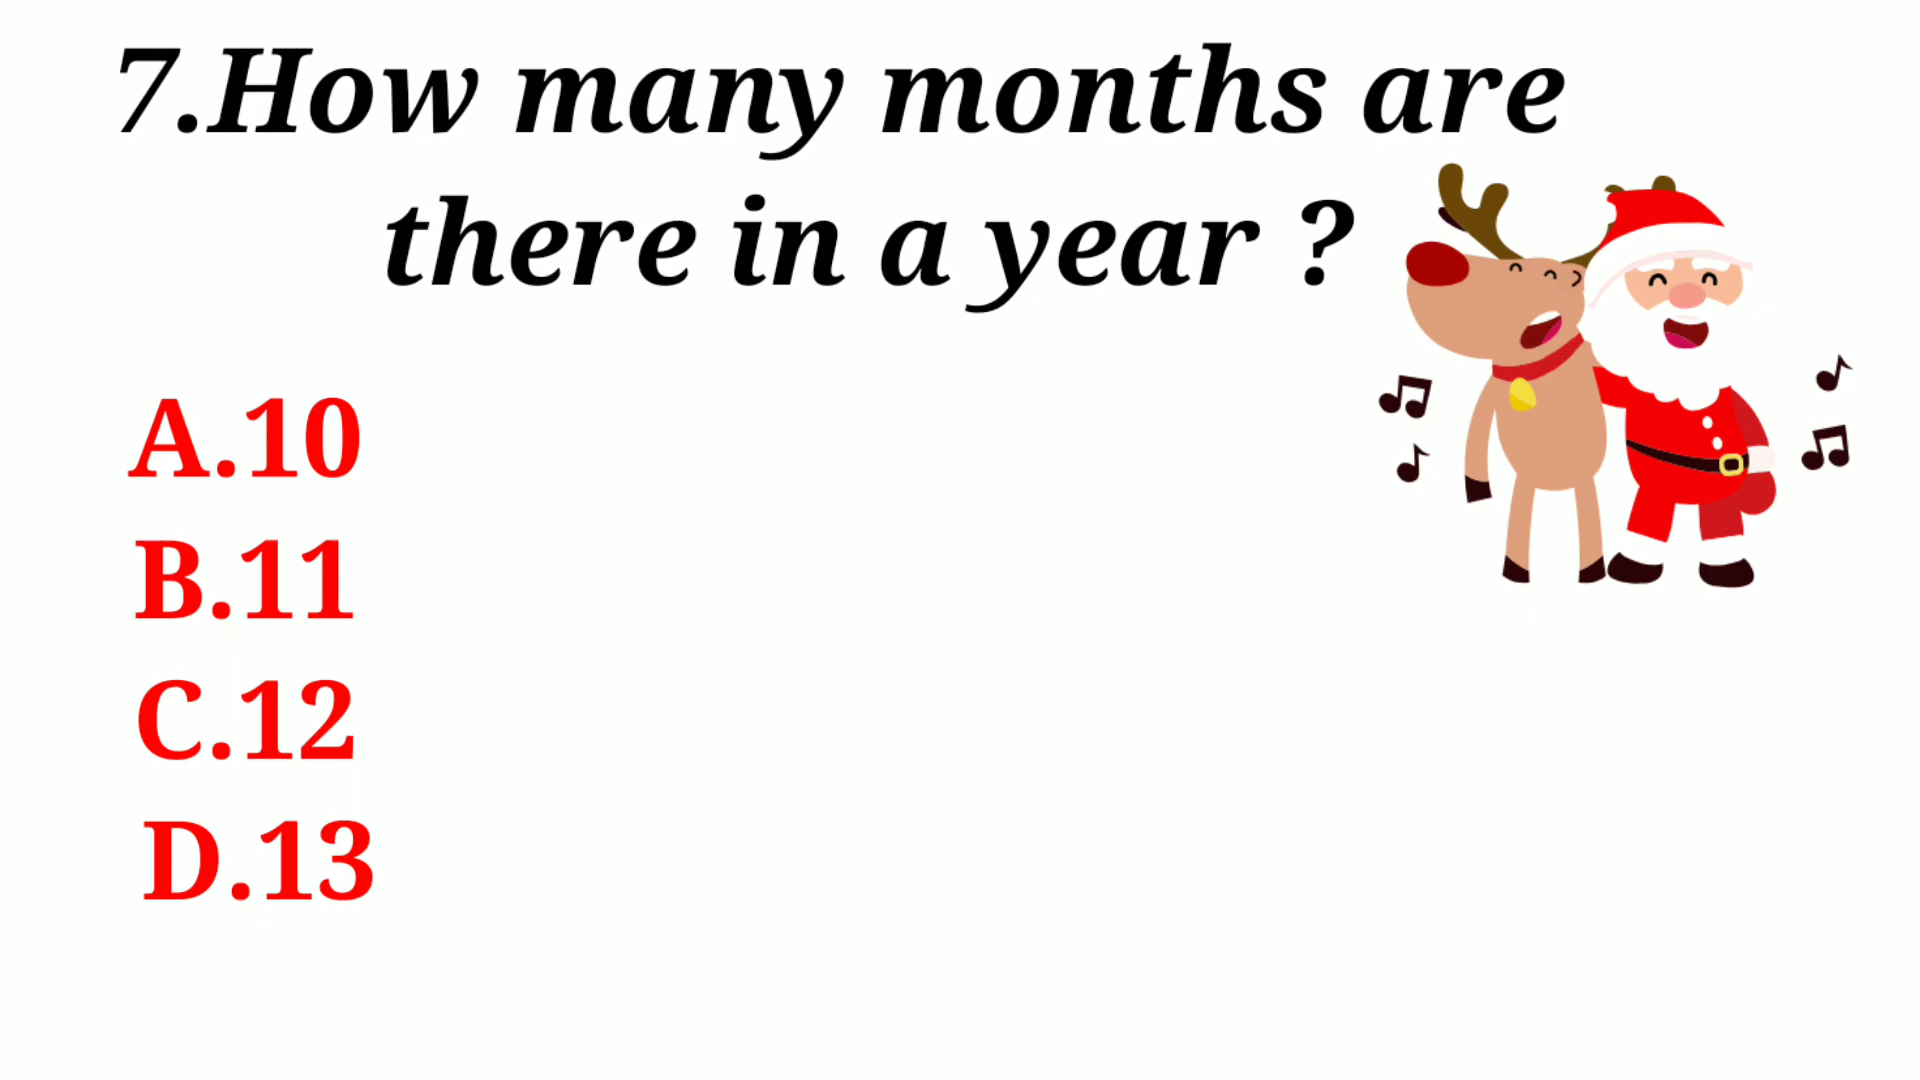 7.How many months are
there in a year ?
A.10
B.11
C.12
D.13